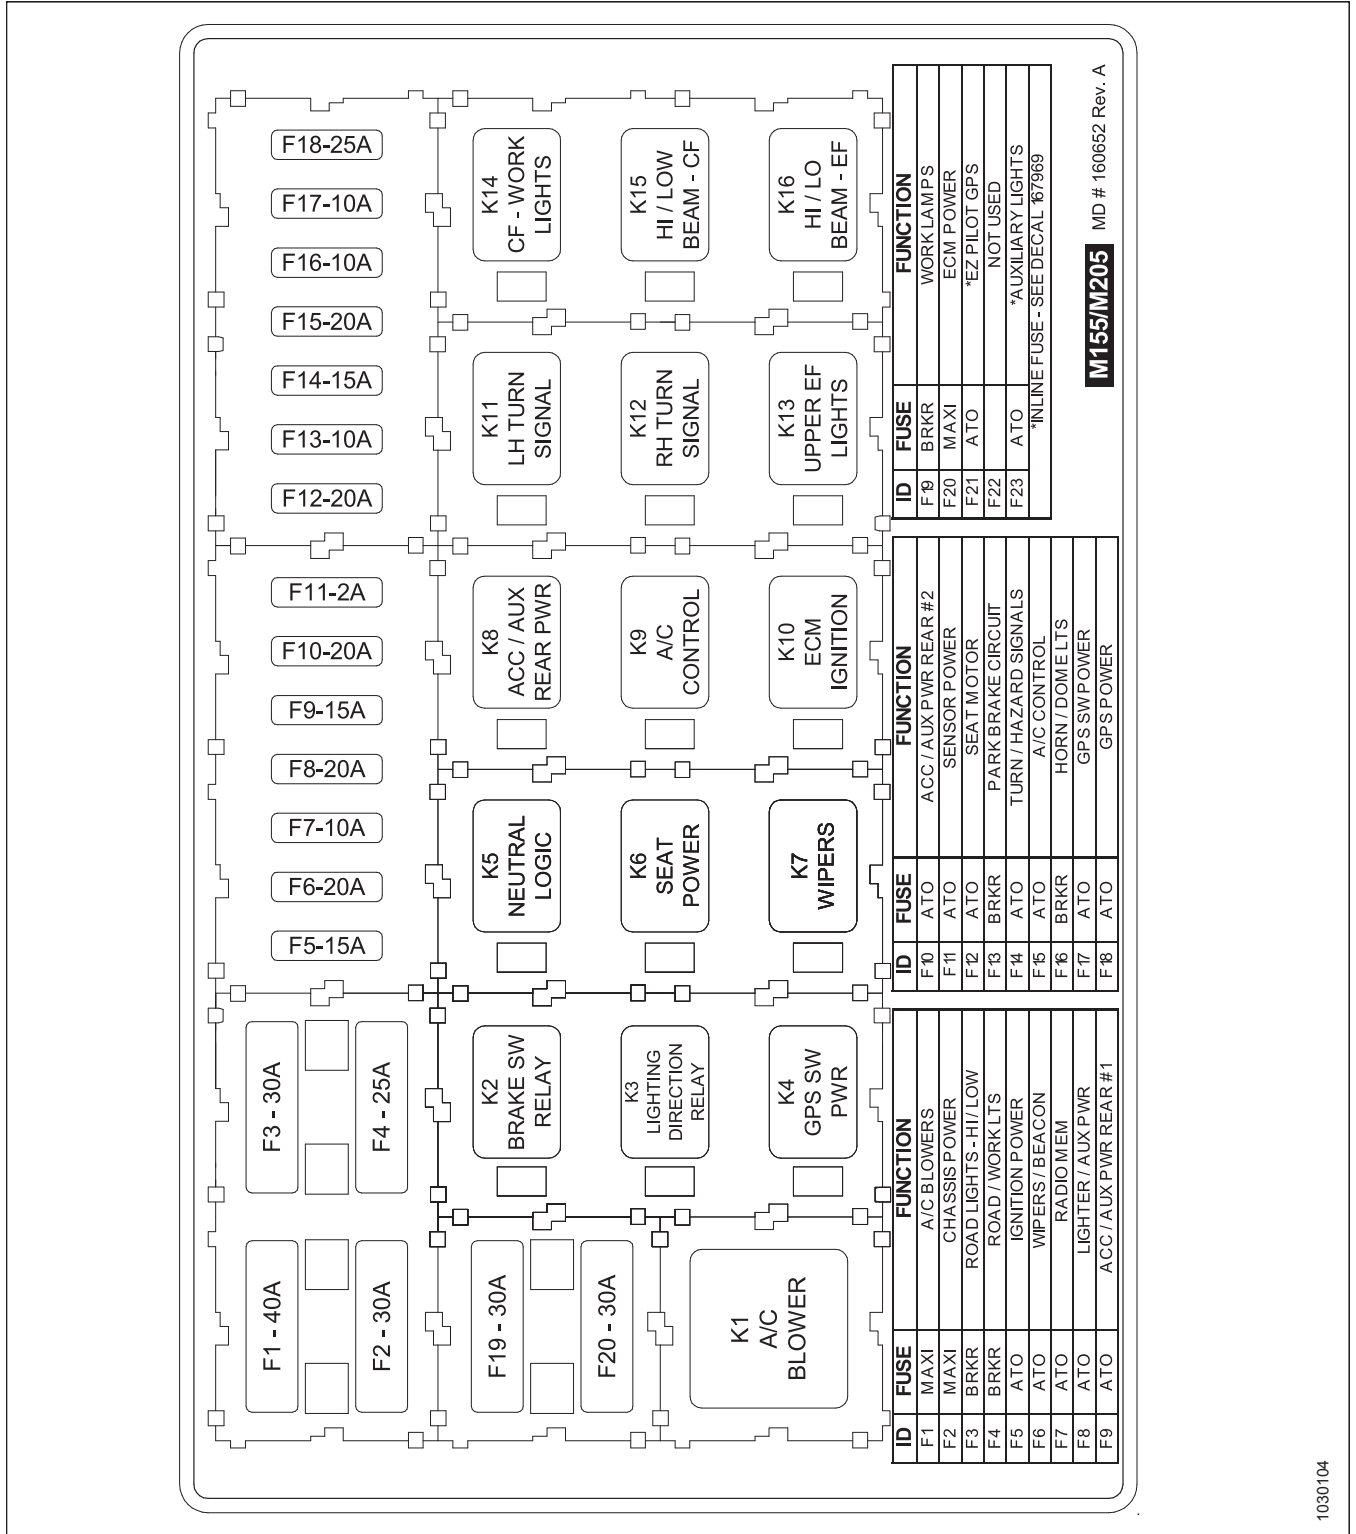 F18-25A
F17-10A
F16-10A
F15-20A
F14-15A
F13-10A
F12-20A
F11-2A
F10-20A
F9-15A
F8-20A
F7-10A
F6-20A
F5-15A
F3 - 30A
F4 - 25A
F1 - 40A
F2 - 30A
K14
CF - WORK
LIGHTS
K15
HI / LOW
BEAM - CF
K16
HI / LO
BEAM - EF
K11
LH TURN
SIGNAL
K12
RH TURN
SIGNAL
K13
UPPER EF
LIGHTS
K8
ACC / AUX
REAR PWR
K9
A/C
CONTROL
K10
ECM
IGNITION
K5
NEUTRAL
LOGIC
K6
SEAT
POWER
K7
WIPERS
K2
BRAKE SW
RELAY
K3
LIGHTING
DIRECTION
RELAY
K4
GPS SW
PWR
F19 - 30A
F20 - 30A
K1
A/C
BLOWER
ID FUSE FUNCTION
F1 MAXI A/C BLOWERS
F2 MAXI CHASSIS POWER
F3 BRKR ROAD LIGHTS - HI / LOW
F4 BRKR ROAD / WORK LTS
F5 ATO IGNITION POWER
F6 ATO WIPERS / BEACON
F7 ATO RADIO MEM
F8 ATO LIGHTER / AUX PWR
F9 ATO ACC / AUX PWR REAR #1
ID FUSE FUNCTION
F10 ATO ACC / AUX PWR REAR #2
F11 ATO SENSOR POWER
F12 ATO SEAT MOTOR
F13 BRKR PARK BRAKE CIRCUIT
F14 ATO TURN / HAZARD SIGNALS
F15 ATO A/C CONTROL
F16 BRKR HORN / DOME LTS
F17 ATO GPS SW POWER
F18 ATO GPS POWER
ID FUSE FUNCTION
F19 BRKR WORK LAMPS
F20 MAXI ECM POWER
F21 ATO *EZ PILOT GPS
F22 NOT USED
F23 ATO *AUXILIARY LIGHTS
*INLINE FUSE - SEE DECAL 167969
M155/M205 MD # 160652 Rev. A
1030104